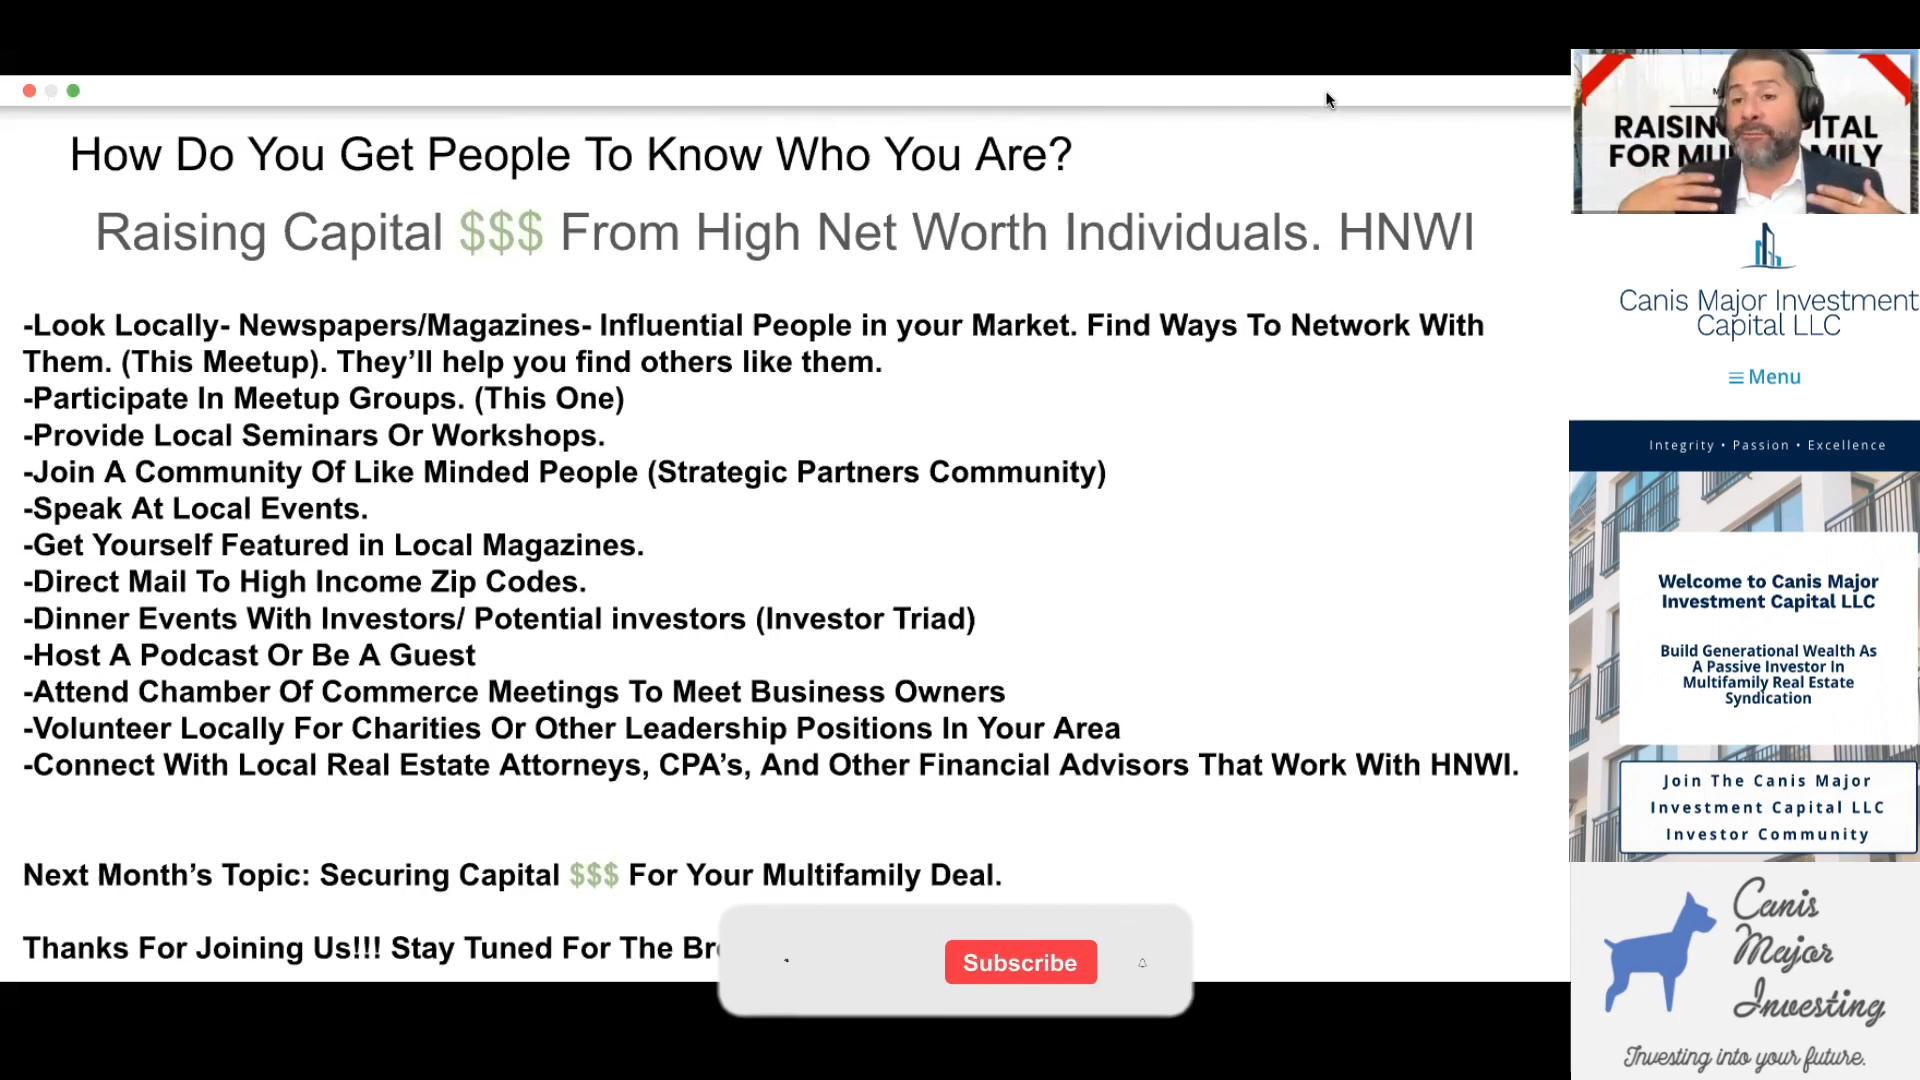 How Do You Get People To Know Who You Are?
Raising Capital $$$ From High Net Worth Individuals. HNWI
-Look Locally- Newspapers/Magazines- Influential People in your Market. Find Ways To Network With
Them. (This Meetup). They’ll help you find others like them.
-Participate In Meetup Groups. (This One)
-Provide Local Seminars Or Workshops.
-Join A Community Of Like Minded People (Strategic Partners Community)
-Speak At Local Events.
-Get Yourself Featured in Local Magazines.
-Direct Mail To High Income Zip Codes.
-Dinner Events With Investors/ Potential investors (Investor Triad)
-Host A Podcast Or Be A Guest
-Attend Chamber Of Commerce Meetings To Meet Business Owners
-Volunteer Locally For Charities Or Other Leadership Positions In Your Area
-Connect With Local Real Estate Attorneys, CPA’s, And Other Financial Advisors That Work With HNWI.
Next Month’s Topic: Securing Capital $$$ For Your Multifamily Deal.
Thanks For Joining Us!!! Stay Tuned For The
Subscribe
RAISIN ITAL
FOR MU MILY
Canis Major Investment
Capital LLC
Menu
Integrity • Passion • Excellence
Welcome to Canis Major
Investment Capital LLC
Build Generational Wealth As
A Passive Investor In
Multifamily Real Estate
Syndication
Join The Canis Major
Investment Capital LLC
Investor Community
Canis
Major
Investing
Investing into your future.